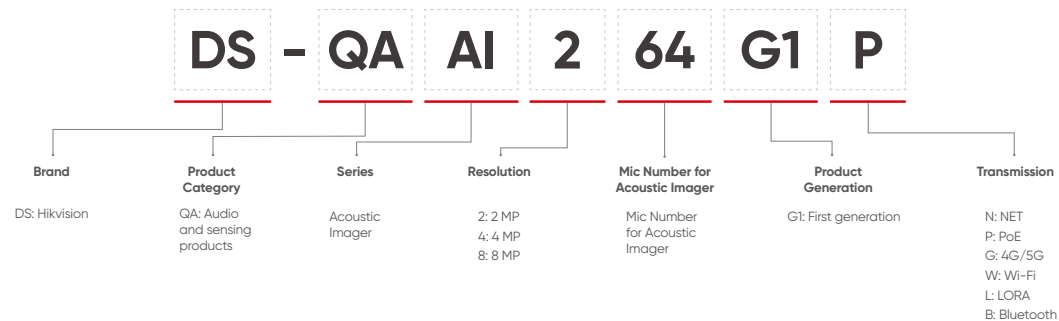 DS - QA AI 2 64 G1 P
Brand
DS: Hikvision
Product
Category
QA: Audio
and sensing
products
Series
Acoustic
Imager
Resolution
2: 2 MP
4: 4 MP
8: 8 MP
Mic Number for
Acoustic Imager
Mic Number
for Acoustic
Imager
Product
Generation
G1: First generation
Transmission
N: NET
P: PoE
G: 4G/5G
W: Wi-Fi
L: LORA
B: Bluetooth